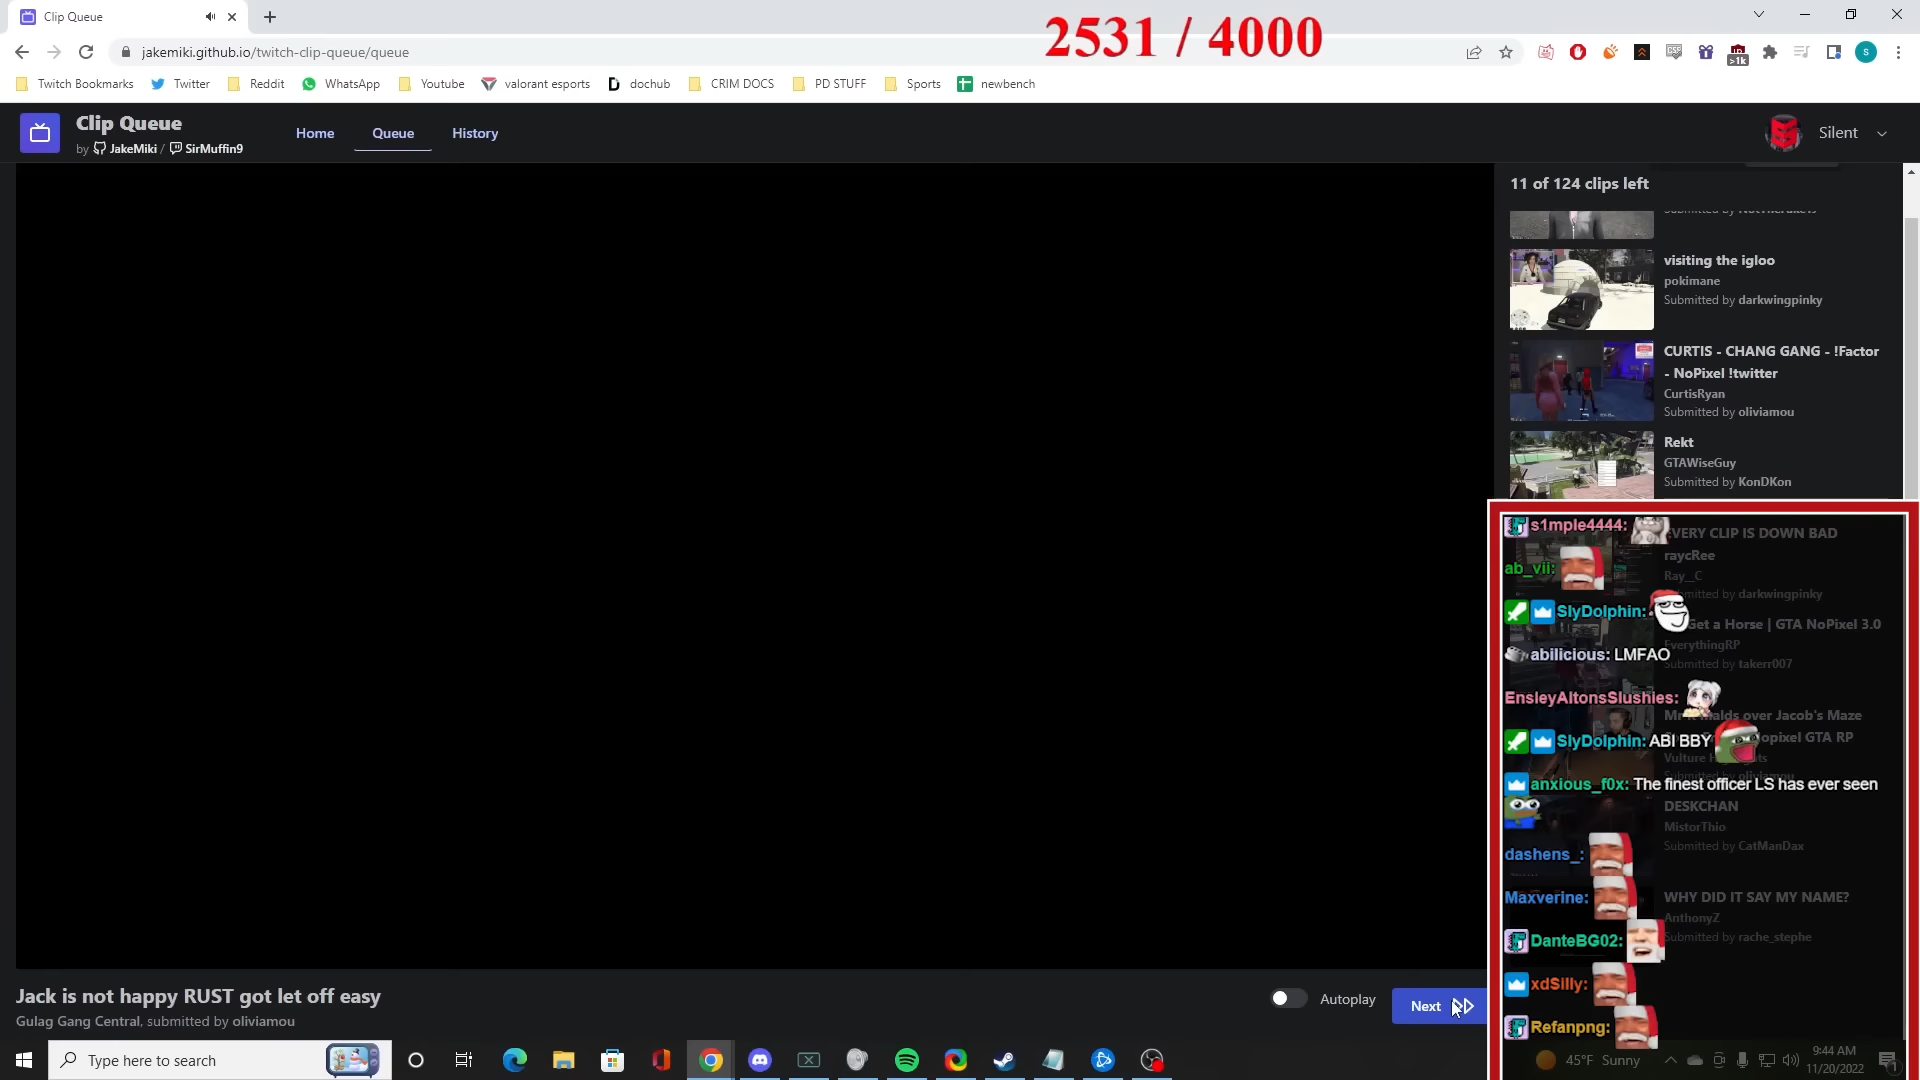 Clip Queue
2531 / 4000
jakemiki.github.io/twitch-clip-queue/queue
>1k
S
Twitch Bookmarks
Twitter
Reddit
WhatsApp
Youtube
valorant esports
dochub
CRIM DOCS
PD STUFF
Sports
newbench
Clip Queue
by JakeMiki / SirMuffin9
Home
Queue
History
Silent
11 of 124 clips left
visiting the igloo
pokimane
Submitted by darkwingpinky
CURTIS - CHANG GANG - !Factor
- NoPixel !twitter
CurtisRyan
Submitted by oliviamou
Rekt
GTAWiseGuy
Submitted by KonDKon
EVERY CLIP IS DOWN BAD
raycRee
Ray__C
Submitted by darkwingpinky
Get a Horse | GTA NoPixel 3.0
EverythingRP
Submitted by takerr007
malds over Jacob's Maze
GTA RP
Submitted by oliviamou
DESKCHAN
MistorThio
Submitted by CatManDax
WHY DID IT SAY MY NAME?
AnthonyZ
Submitted by rache_stephe
s1mple4444:
ab_vii:
SlyDolphin:
abilicious: LMFAO
EnsleyAltonsSlushies:
SlyDolphin: ABI BBY
anxious_f0x: The finest officer LS has ever seen
dashens_:
Maxverine:
DanteBG02:
xdSilly:
Refanpng:
Jack is not happy RUST got let off easy
Gulag Gang Central, submitted by oliviamou
Autoplay
Next
Type here to search
45°F Sunny
9:44 AM
11/20/2022
1